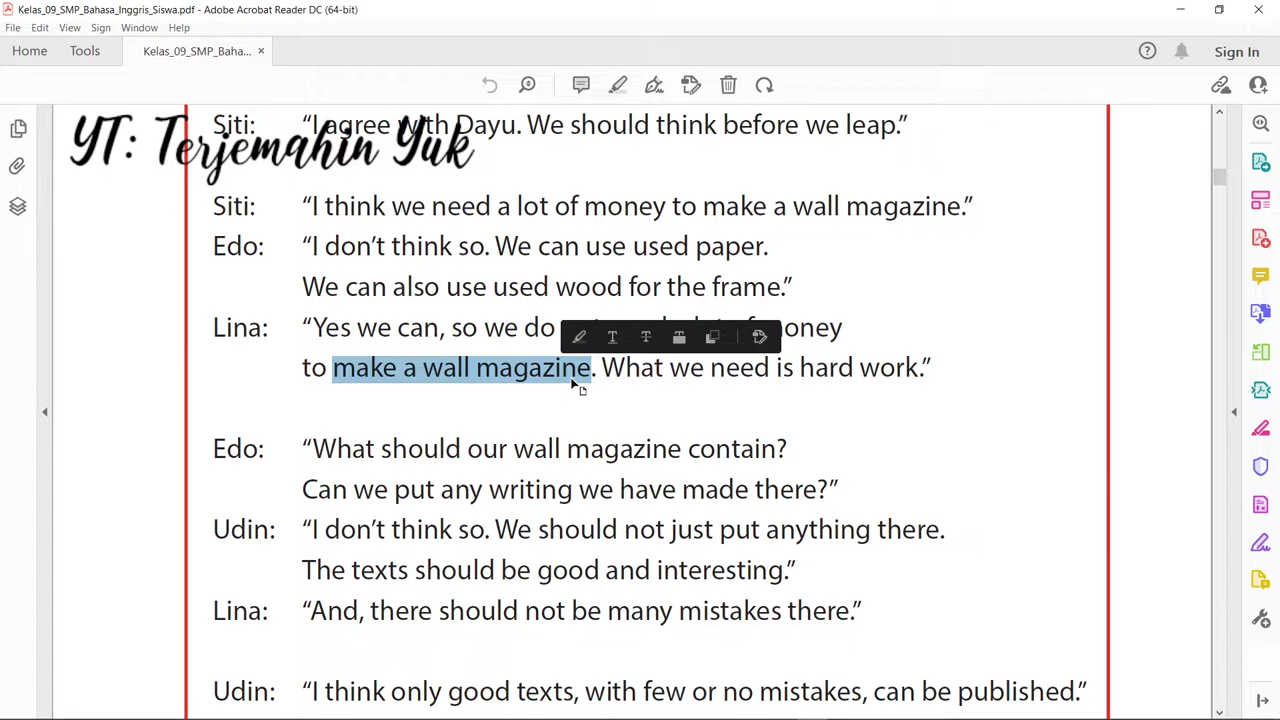 Kelas_09_SMP_Bahasa_Inggris_Siswa.pdf - Adobe Acrobat Reader DC (64-bit)
File Edit View Sign Window Help
Home Tools Kelas_09_SMP_Baha... × Sign In
YT: Terjemahin Yuk
Siti: “I agree with Dayu. We should think before we leap.”
Siti: “I think we need a lot of money to make a wall magazine.”
Edo: “I don’t think so. We can use used paper.
We can also use used wood for the frame.”
Lina: “Yes we can, so we do money
to make a wall magazine. What we need is hard work.”
Edo: “What should our wall magazine contain?
Can we put any writing we have made there?”
Udin: “I don’t think so. We should not just put anything there.
The texts should be good and interesting.”
Lina: “And, there should not be many mistakes there.”
Udin: “I think only good texts, with few or no mistakes, can be published.”